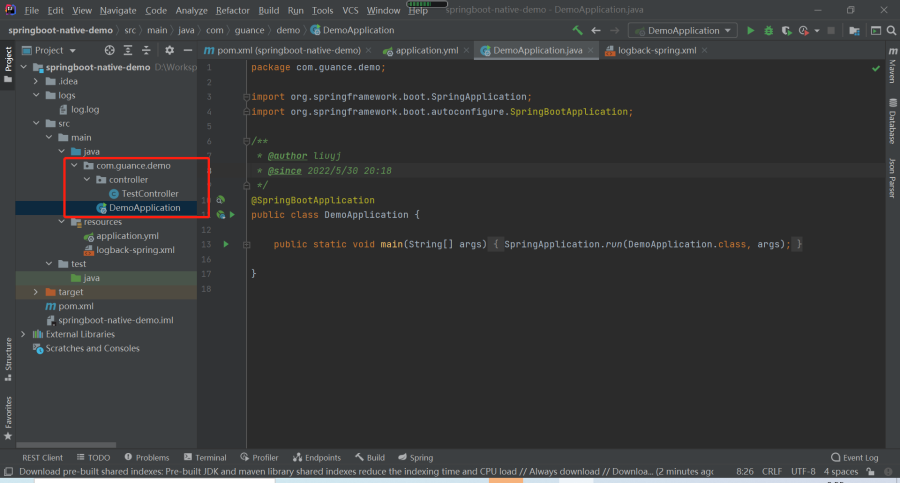 File Edit View Navigate Code Analyze Refactor Build Run Tools VCS Window Help springboot-native-demo - DemoApplication.java
springboot-native-demo src main java com guance demo DemoApplication
DemoApplication
Project
pom.xml (springboot-native-demo) application.yml DemoApplication.java logback-spring.xml
Project
Structure
Favorites
springboot-native-demo D:\Worksp
.idea
logs
log.log
src
main
java
com.guance.demo
controller
TestController
DemoApplication
resources
application.yml
logback-spring.xml
test
java
target
pom.xml
springboot-native-demo.iml
External Libraries
Scratches and Consoles
1 package com.guance.demo;
2
3 import org.springframework.boot.SpringApplication;
4 import org.springframework.boot.autoconfigure.SpringBootApplication;
5
6 /**
7 * @author liuyj
8 * @since 2022/5/30 20:18
9 */
10 @SpringBootApplication
11 public class DemoApplication {
12
13 public static void main(String[] args) { SpringApplication.run(DemoApplication.class, args); }
16
17 }
18
Maven
Database
Json Parser
REST Client TODO Problems Terminal Profiler Endpoints Build Spring Event Log
Download pre-built shared indexes: Pre-built JDK and maven library shared indexes reduce the indexing time and CPU load // Always download // Downloa... (2 minutes ago 8:26 CRLF UTF-8 4 spaces